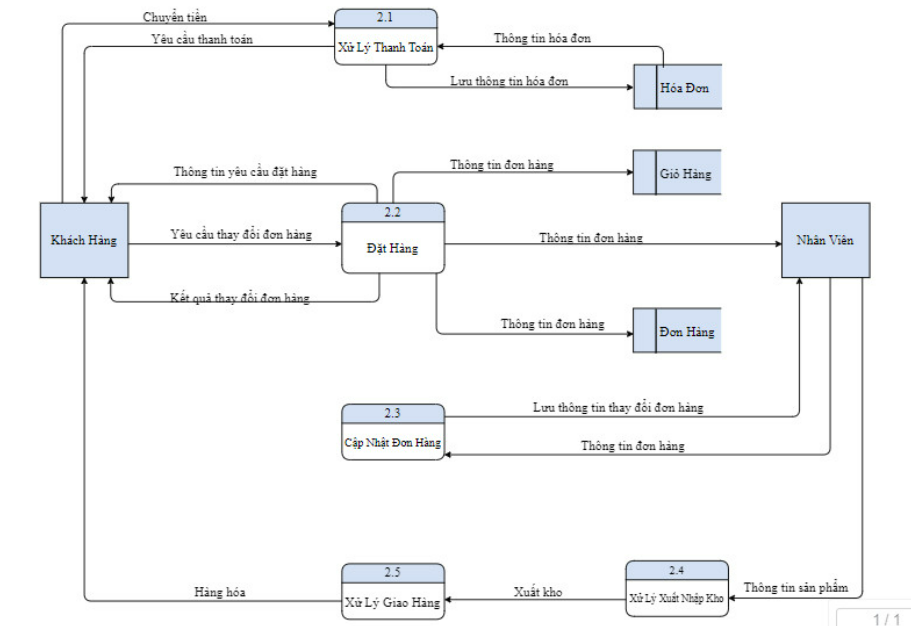 Chuyển tiền
2.1
Yêu cầu thanh toán
Xử Lý Thanh Toán
Thông tin hóa đơn
Lưu thông tin hóa đơn
Hóa Đơn
Thông tin yêu cầu đặt hàng
Thông tin đơn hàng
Giỏ Hàng
2.2
Khách Hàng
Yêu cầu thay đổi đơn hàng
Đặt Hàng
Thông tin đơn hàng
Nhân Viên
Kết quả thay đổi đơn hàng
Thông tin đơn hàng
Đơn Hàng
2.3
Lưu thông tin thay đổi đơn hàng
Cập Nhật Đơn Hàng
Thông tin đơn hàng
2.5
2.4
Hàng hóa
Xử Lý Giao Hàng
Xuất kho
Xử Lý Xuất Nhập Kho
Thông tin sản phẩm
1/1